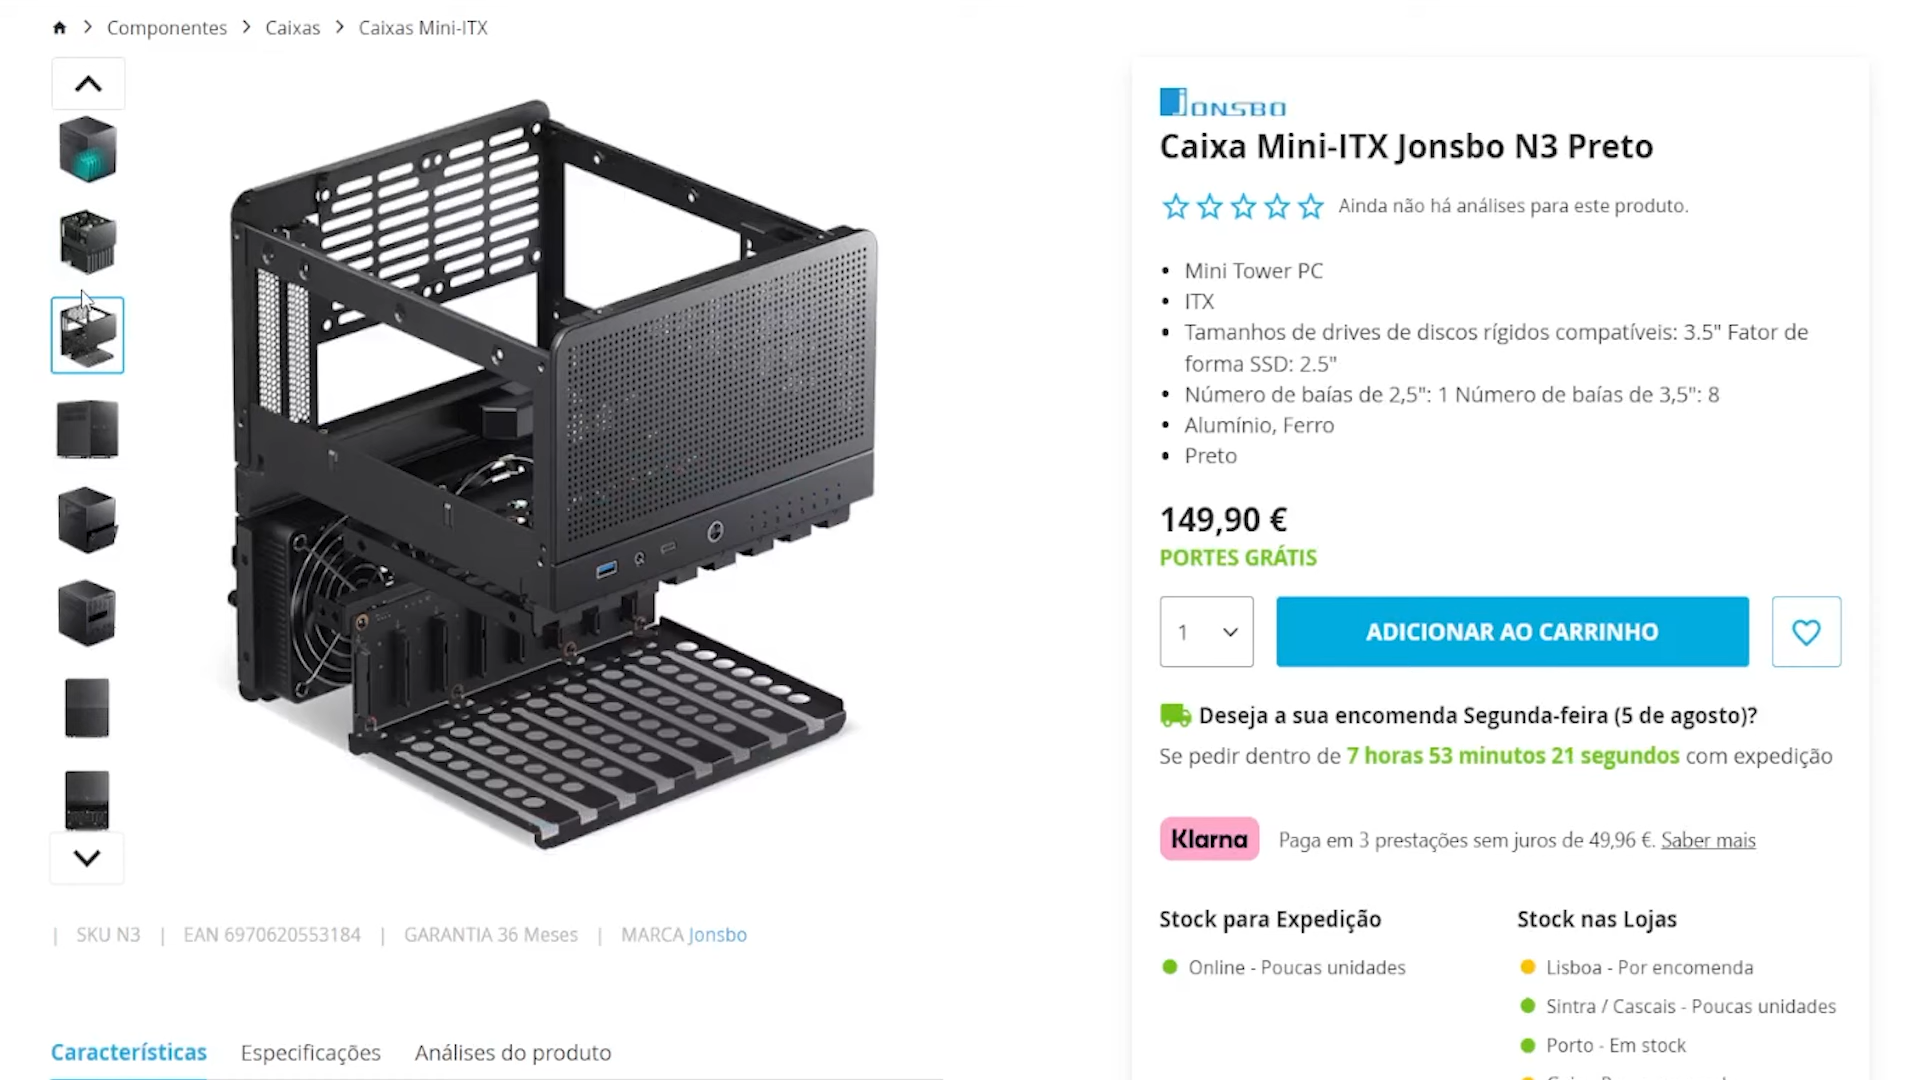 Componentes > Caixas > Caixas Mini-ITX
JONSBO
Caixa Mini-ITX Jonsbo N3 Preto
Ainda não há análises para este produto.
• Mini Tower PC
• ITX
• Tamanhos de drives de discos rígidos compatíveis: 3.5" Fator de
forma SSD: 2.5"
• Número de baías de 2,5": 1 Número de baías de 3,5": 8
• Alumínio, Ferro
• Preto
149,90 €
PORTES GRÁTIS
1
ADICIONAR AO CARRINHO
Deseja a sua encomenda Segunda-feira (5 de agosto)?
Se pedir dentro de 7 horas 53 minutos 21 segundos com expedição
Klarna Paga em 3 prestações sem juros de 49,96 €. Saber mais
Stock para Expedição
Online - Poucas unidades
Stock nas Lojas
Lisboa - Por encomenda
Sintra / Cascais - Poucas unidades
Porto - Em stock
| SKU N3 | EAN 6970620553184 | GARANTIA 36 Meses | MARCA Jonsbo
Características Especificações Análises do produto